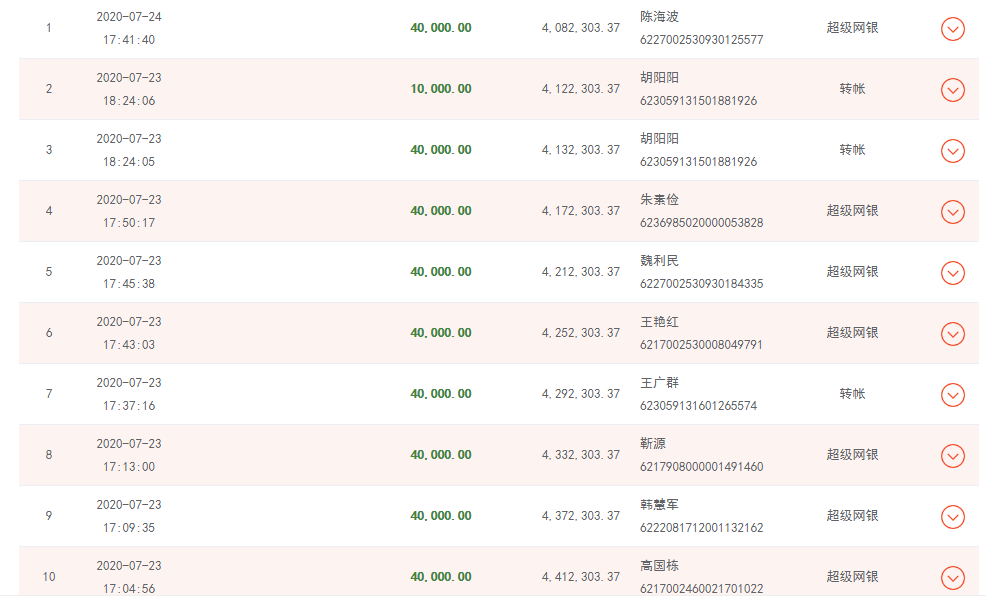 1 2020-07-24 17:41:40 40,000.00 4,082,303.37 陈海波 6227002530930125577 超级网银
2 2020-07-23 18:24:06 10,000.00 4,122,303.37 胡阳阳 623059131501881926 转帐
3 2020-07-23 18:24:05 40,000.00 4,132,303.37 胡阳阳 623059131501881926 转帐
4 2020-07-23 17:50:17 40,000.00 4,172,303.37 朱素俭 6236985020000053828 超级网银
5 2020-07-23 17:45:38 40,000.00 4,212,303.37 魏利民 6227002530930184335 超级网银
6 2020-07-23 17:43:03 40,000.00 4,252,303.37 王艳红 6217002530008049791 超级网银
7 2020-07-23 17:37:16 40,000.00 4,292,303.37 王广群 623059131601265574 转帐
8 2020-07-23 17:13:00 40,000.00 4,332,303.37 靳源 6217908000001491460 超级网银
9 2020-07-23 17:09:35 40,000.00 4,372,303.37 韩慧军 6222081712001132162 超级网银
10 2020-07-23 17:04:56 40,000.00 4,412,303.37 高国栋 6217002460021701022 超级网银